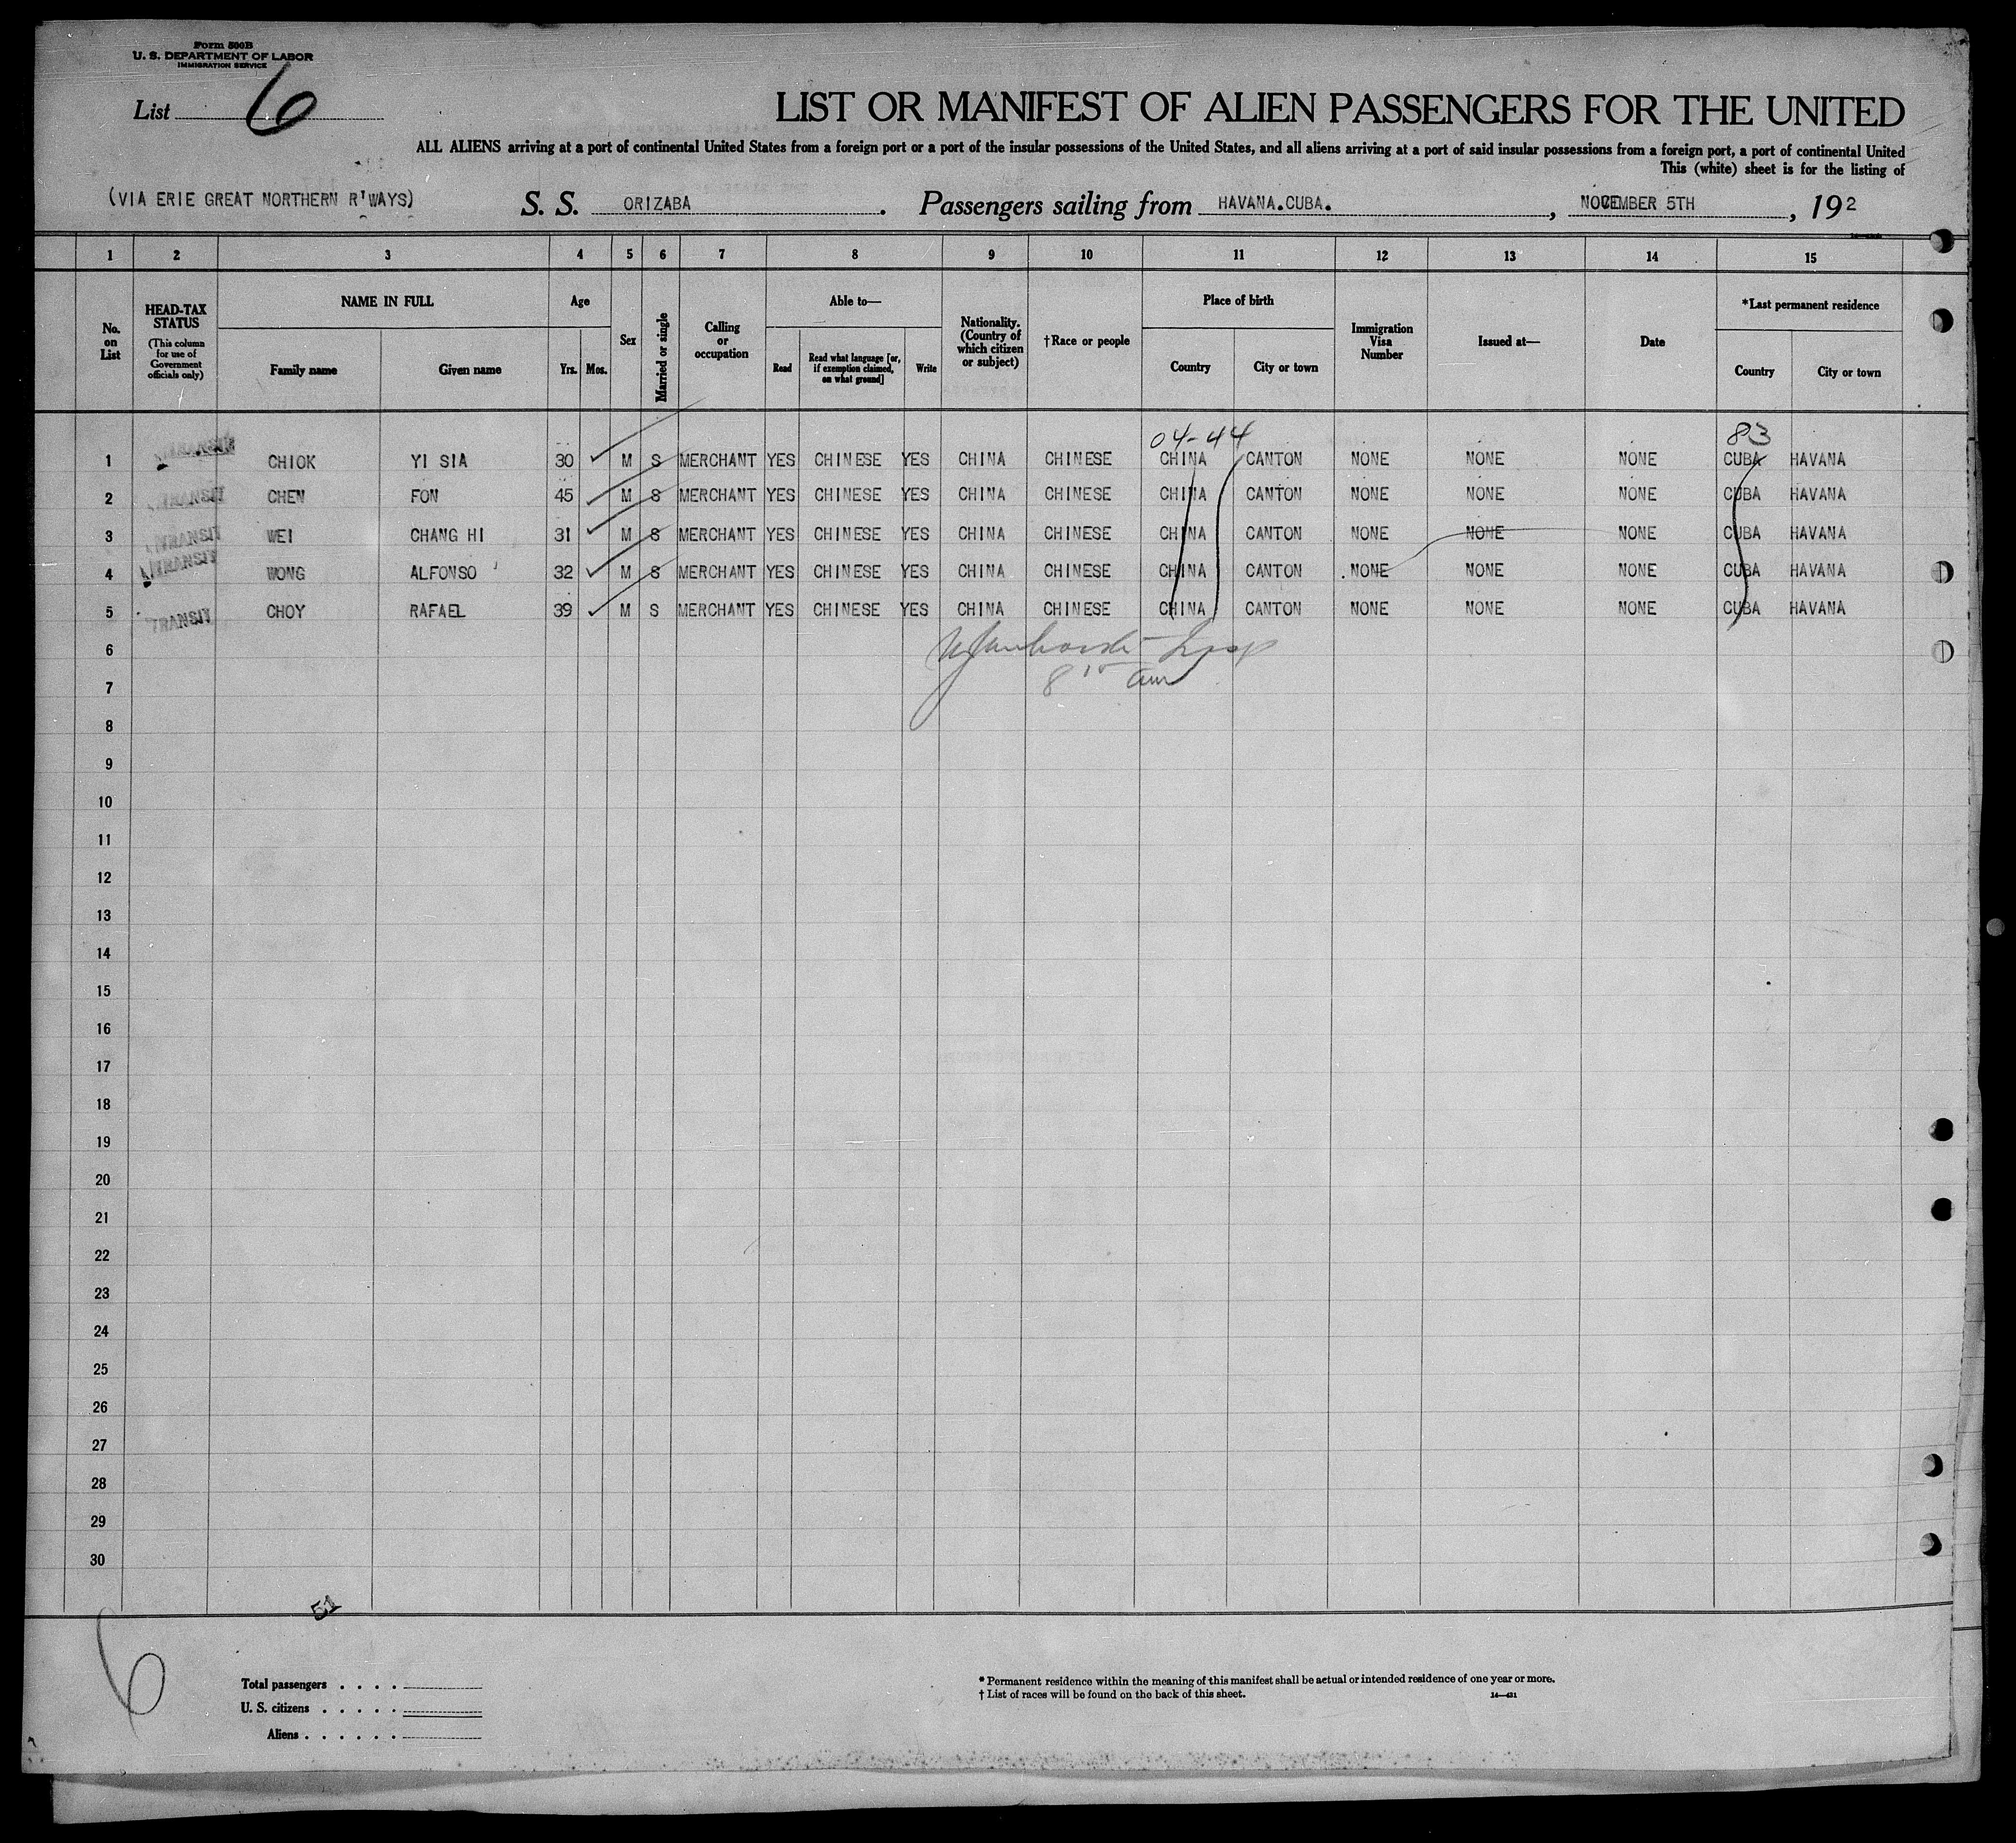 Form 500B
U. S. DEPARTMENT OF LABOR
IMMIGRATION SERVICE
List 6
LIST OR MANIFEST OF ALIEN PASSENGERS FOR THE UNITED
ALL ALIENS arriving at a port of continental United States from a foreign port or a port of the insular possessions of the United States, and all aliens arriving at a port of said insular possessions from a foreign port, a port of continental United
This (white) sheet is for the listing of
(VIA ERIE GREAT NORTHERN R'WAYS) S. S. ORIZABA. Passengers sailing from HAVANA.CUBA. , NOVEMBER 5TH , 192
1 2 3 4 5 6 7 8 9 10 11 12 13 14 15
No. on List
HEAD-TAX STATUS
(This column for use of Government officials only)
NAME IN FULL
Family name Given name
Age
Yrs. Mos.
Sex
Married or single
Calling or occupation
Able to—
Read
Read what language [or, if exemption claimed, on what ground]
Write
Nationality. (Country of which citizen or subject)
†Race or people
Place of birth
Country City or town
Immigration Visa Number
Issued at—
Date
*Last permanent residence
Country City or town
04-44 83
1 TRANSIT CHIOK YI SIA 30 M S MERCHANT YES CHINESE YES CHINA CHINESE CHINA CANTON NONE NONE NONE CUBA HAVANA
2 TRANSIT CHEN FON 45 M S MERCHANT YES CHINESE YES CHINA CHINESE CHINA CANTON NONE NONE NONE CUBA HAVANA
3 TRANSIT WEI CHANG HI 31 M S MERCHANT YES CHINESE YES CHINA CHINESE CHINA CANTON NONE NONE NONE CUBA HAVANA
4 TRANSIT WONG ALFONSO 32 M S MERCHANT YES CHINESE YES CHINA CHINESE CHINA CANTON NONE NONE NONE CUBA HAVANA
5 TRANSIT CHOY RAFAEL 39 M S MERCHANT YES CHINESE YES CHINA CHINESE CHINA CANTON NONE NONE NONE CUBA HAVANA
6
7
8
9
10
11
12
13
14
15
16
17
18
19
20
21
22
23
24
25
26
27
28
29
30
51
6
Total passengers . . . .
U. S. citizens . . . . .
Aliens . . . . . .
* Permanent residence within the meaning of this manifest shall be actual or intended residence of one year or more.
† List of races will be found on the back of this sheet. 14—431